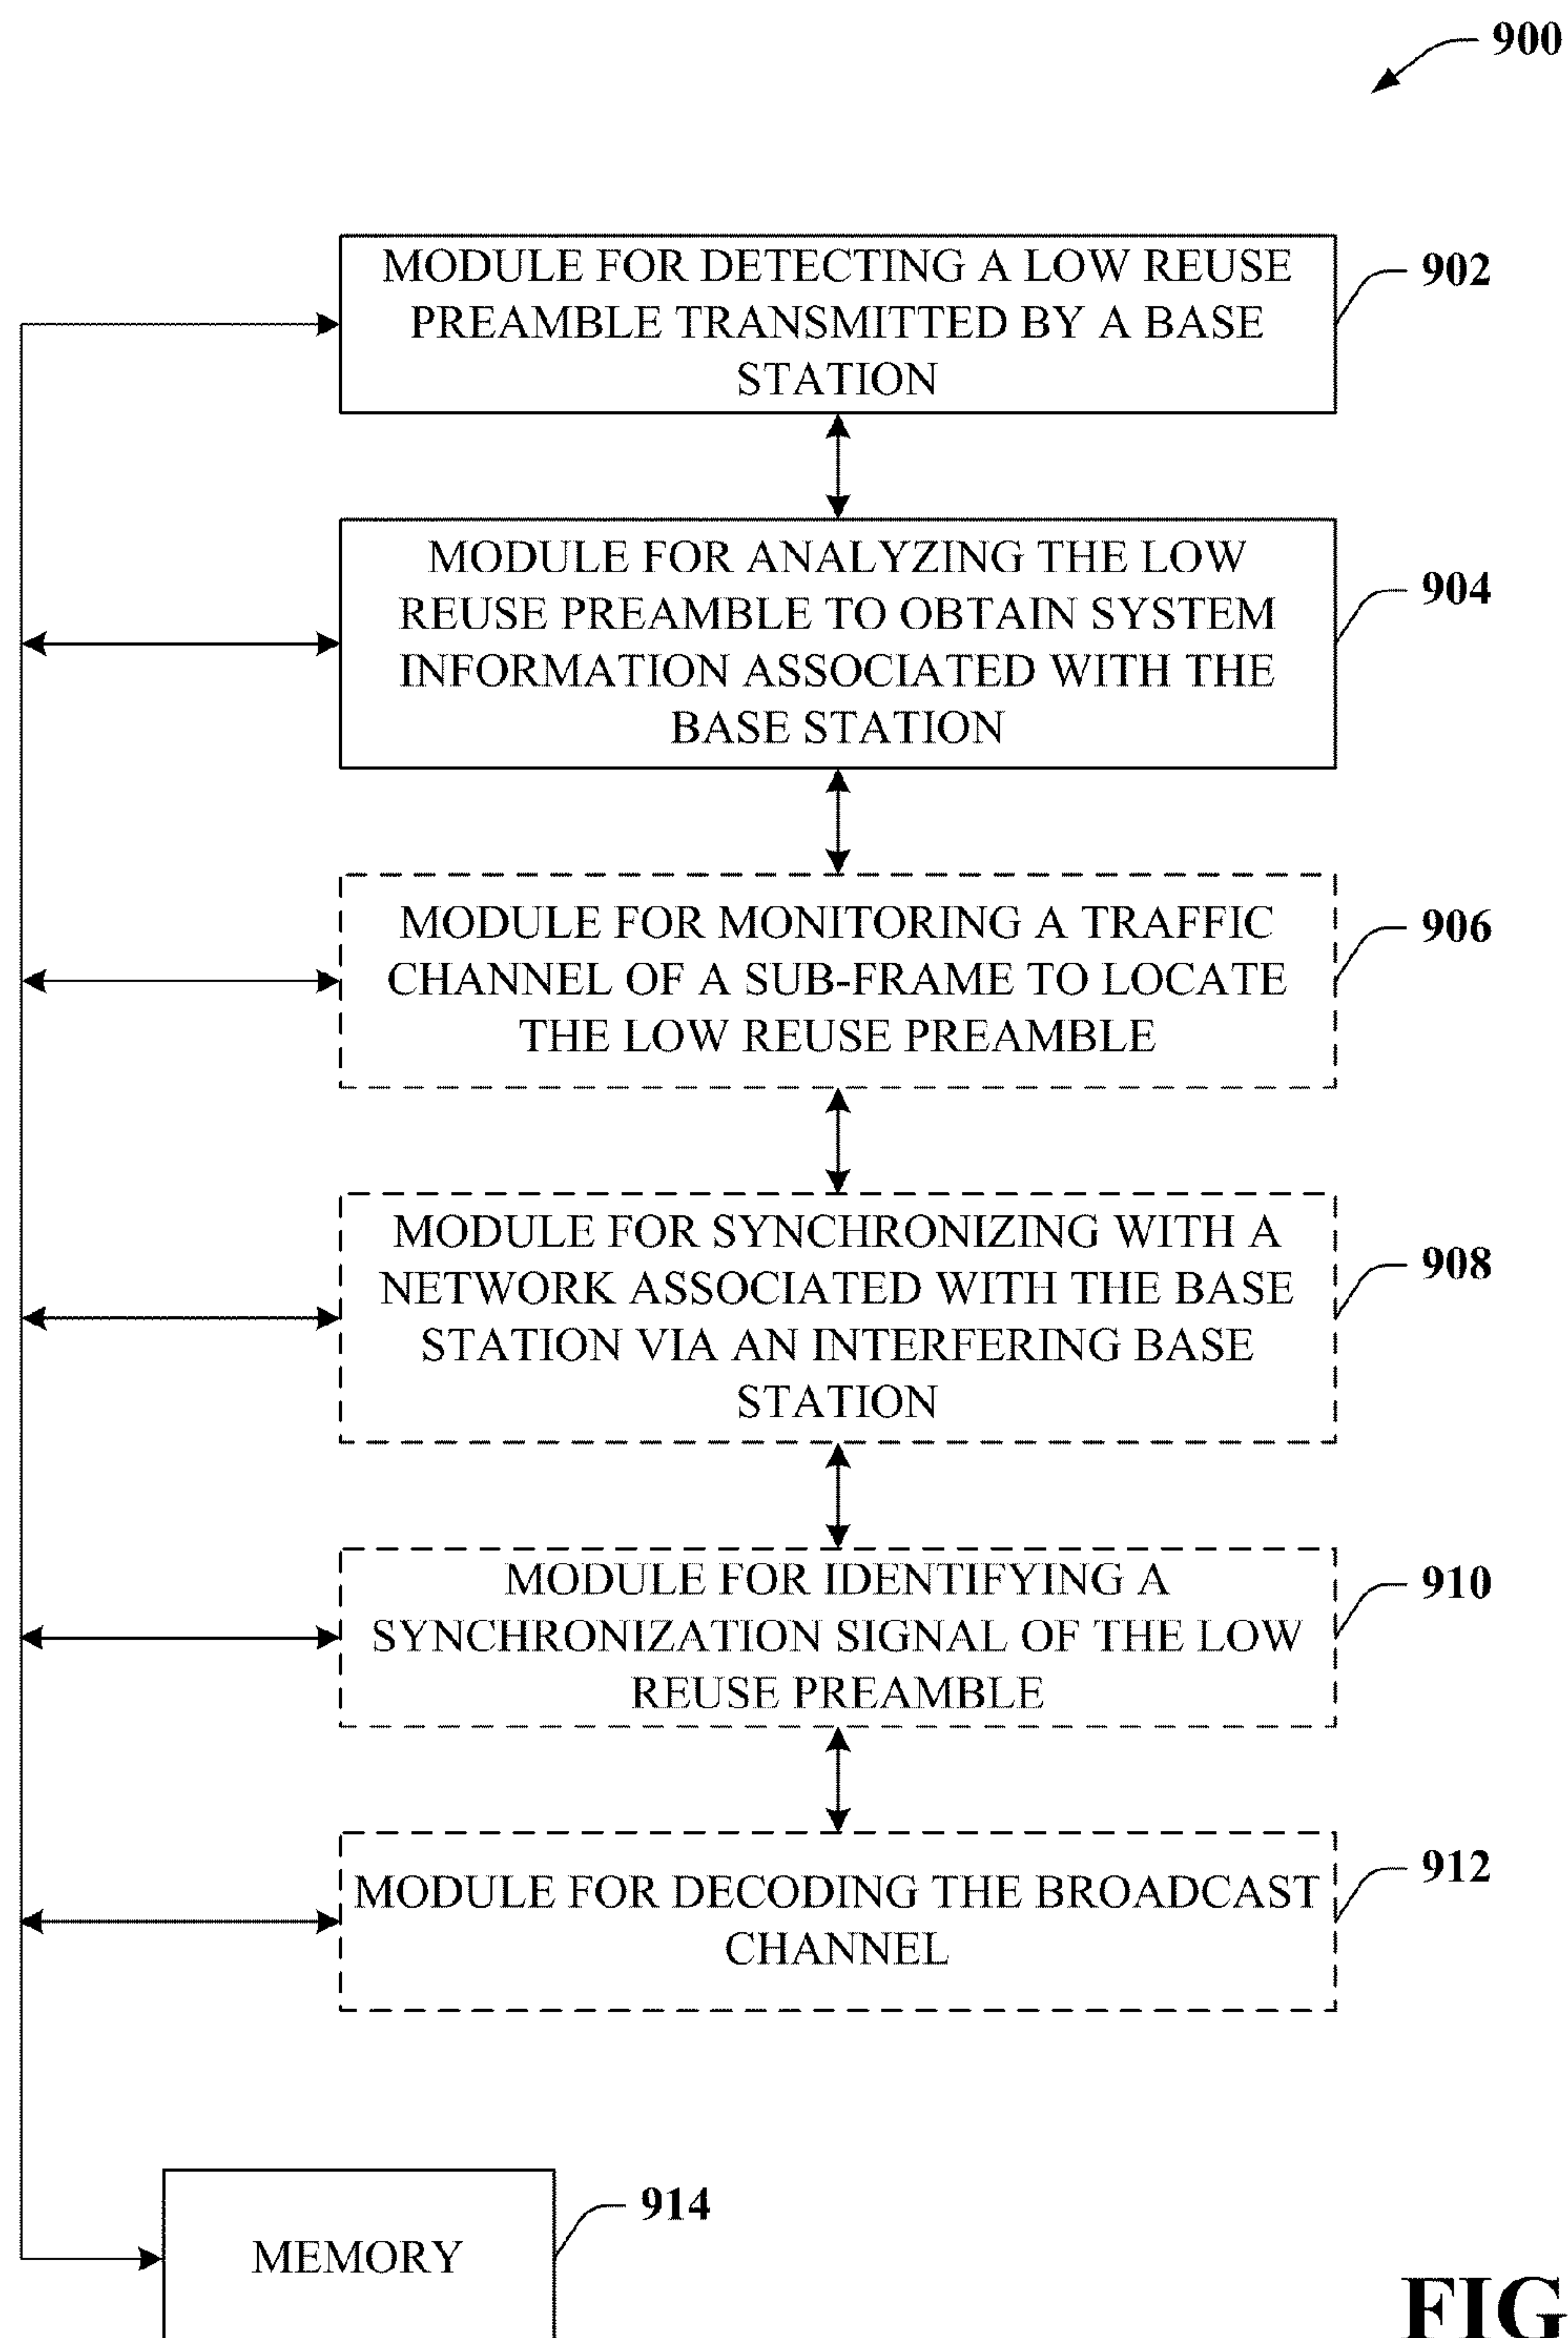 900
MODULE FOR DETECTING A LOW REUSE
PREAMBLE TRANSMITTED BY A BASE
STATION
902
MODULE FOR ANALYZING THE LOW
REUSE PREAMBLE TO OBTAIN SYSTEM
INFORMATION ASSOCIATED WITH THE
BASE STATION
904
MODULE FOR MONITORING A TRAFFIC
CHANNEL OF A SUB-FRAME TO LOCATE
THE LOW REUSE PREAMBLE
906
MODULE FOR SYNCHRONIZING WITH A
NETWORK ASSOCIATED WITH THE BASE
STATION VIA AN INTERFERING BASE
STATION
908
MODULE FOR IDENTIFYING A
SYNCHRONIZATION SIGNAL OF THE LOW
REUSE PREAMBLE
910
MODULE FOR DECODING THE BROADCAST
CHANNEL
912
MEMORY
914
FIG